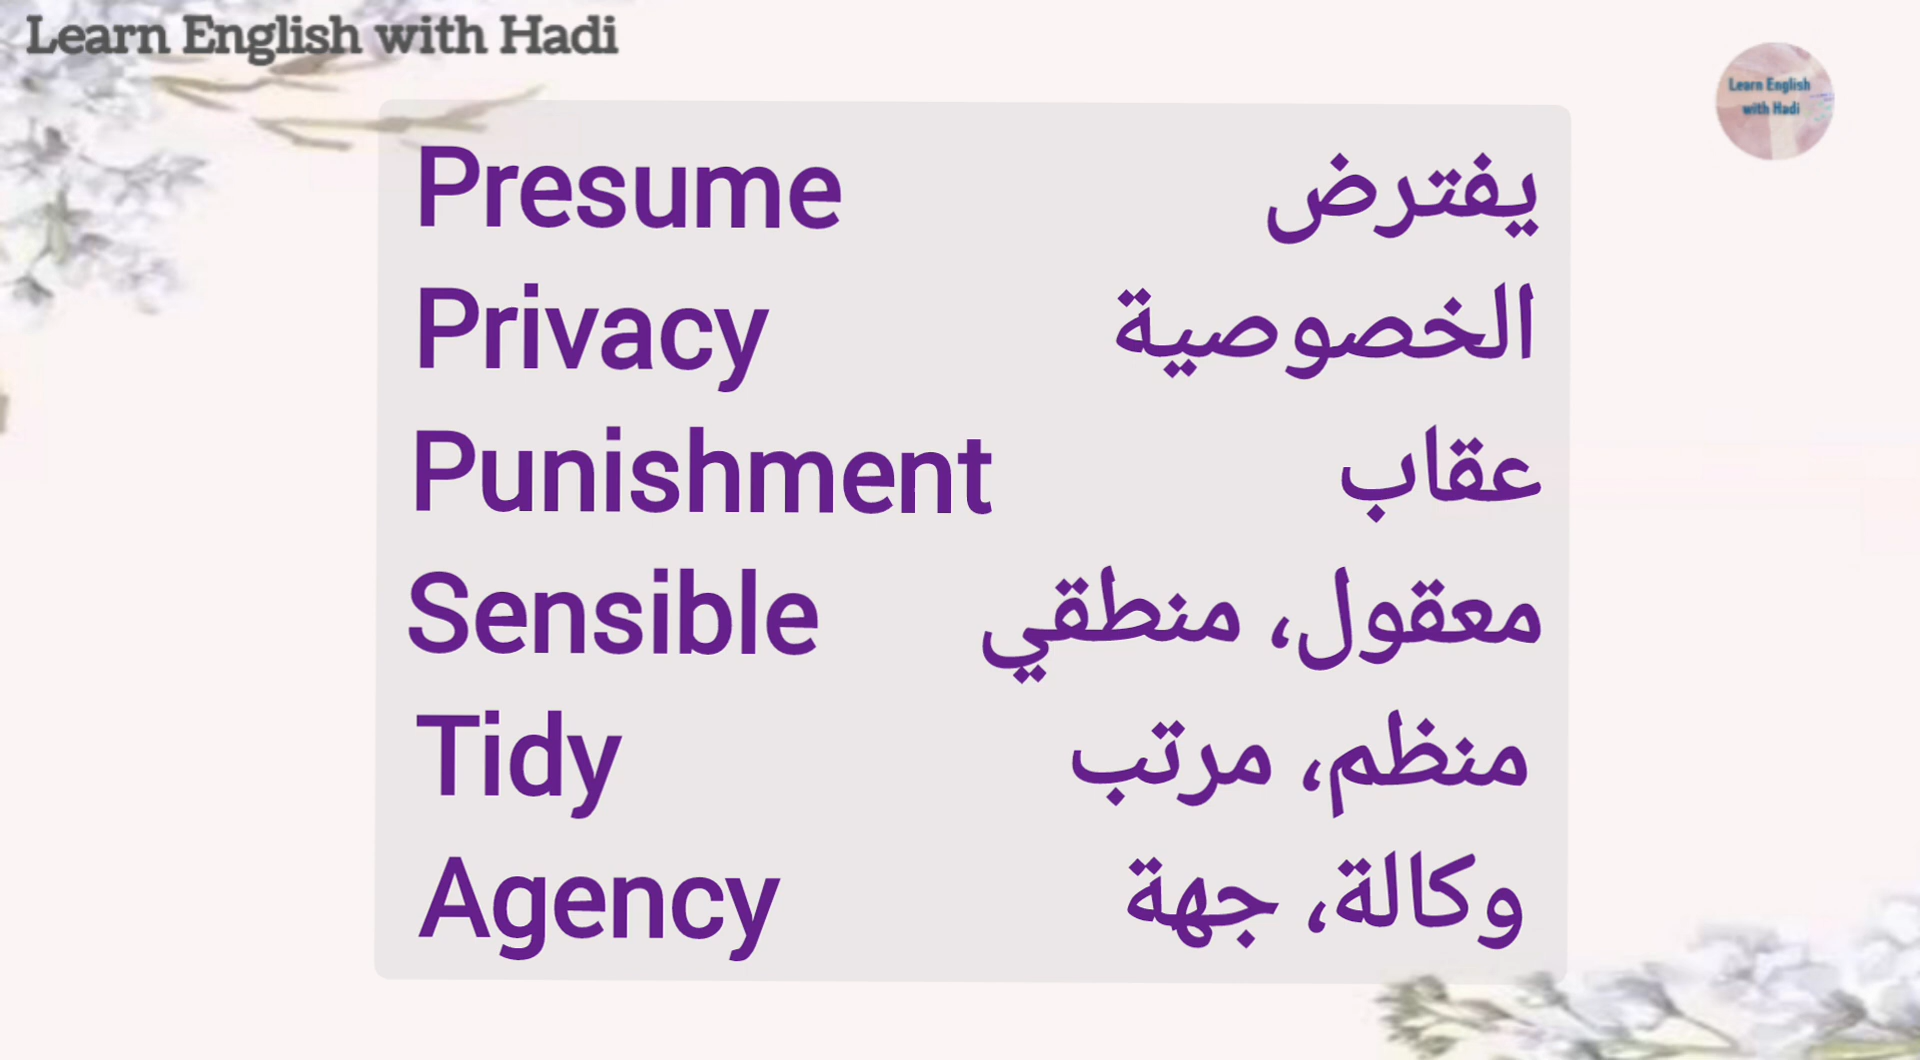 Learn English with Hadi
Learn English
with Hadi
Presume يفترض
Privacy الخصوصية
Punishment عقاب
Sensible معقول، منطقي
Tidy منظم، مرتب
Agency وكالة، جهة